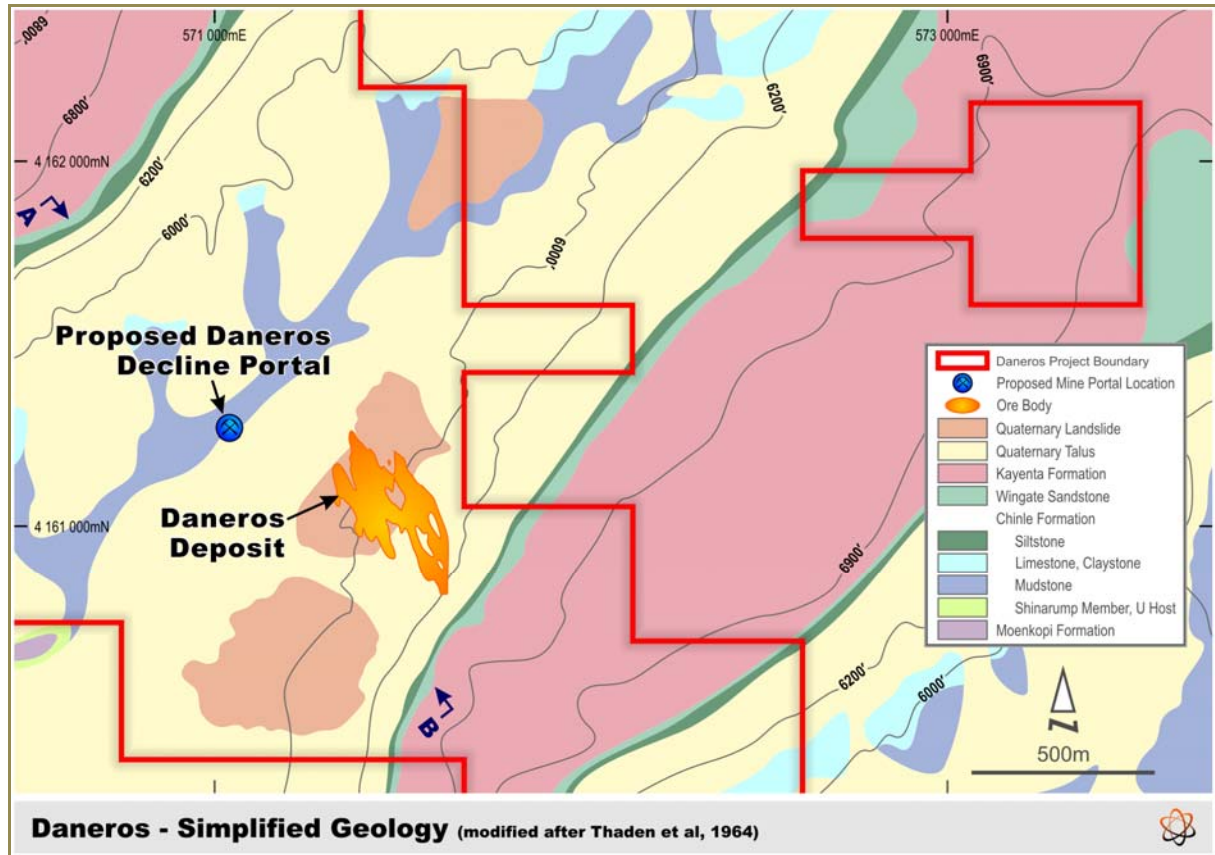 571 000mE
573 000mE
6800'
6800'
6200'
6200'
6900'
4 162 000mN
A
6000'
6000'
Proposed Daneros
Decline Portal
Daneros
Deposit
4 161 000mN
6900'
B
6200'
6000'
Daneros Project Boundary
Proposed Mine Portal Location
Ore Body
Quaternary Landslide
Quaternary Talus
Kayenta Formation
Wingate Sandstone
Chinle Formation
Siltstone
Limestone, Claystone
Mudstone
Shinarump Member, U Host
Moenkopi Formation
N
500m
Daneros - Simplified Geology (modified after Thaden et al, 1964)